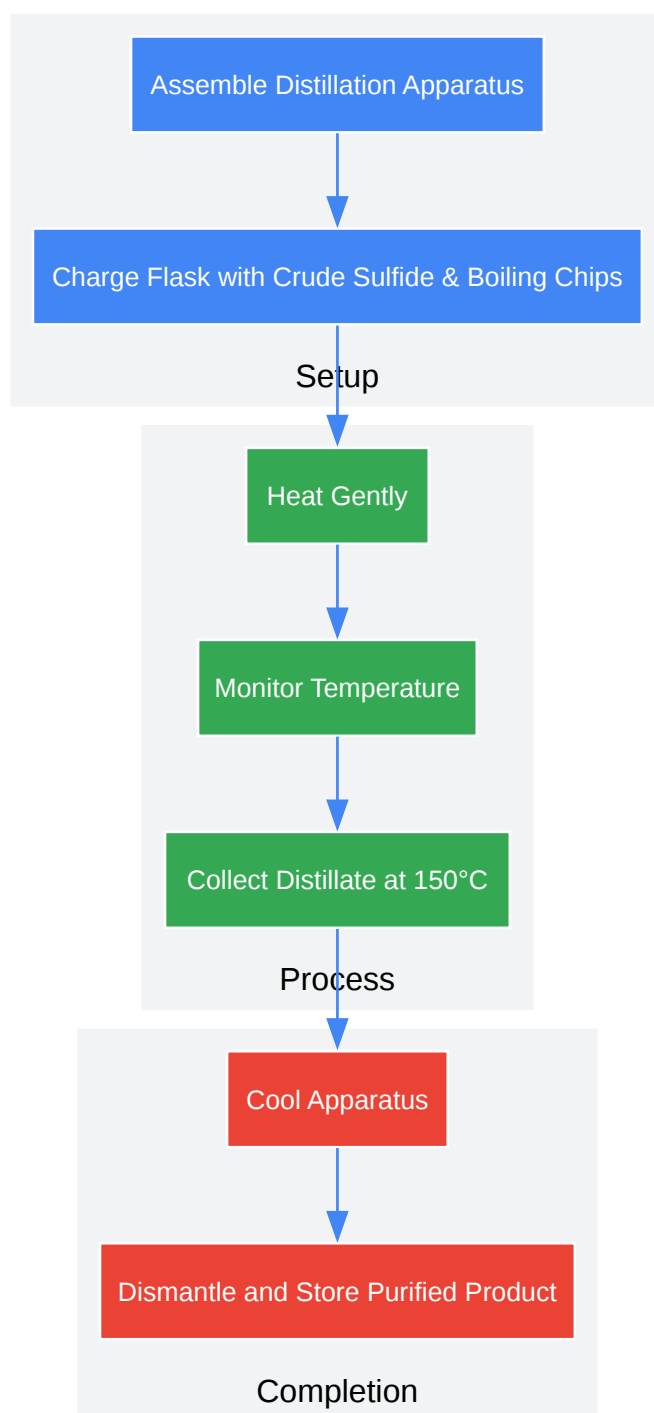 Assemble Distillation Apparatus
Charge Flask with Crude Sulfide & Boiling Chips
Setup
Heat Gently
Monitor Temperature
Collect Distillate at 150°C
Process
Cool Apparatus
Dismantle and Store Purified Product
Completion